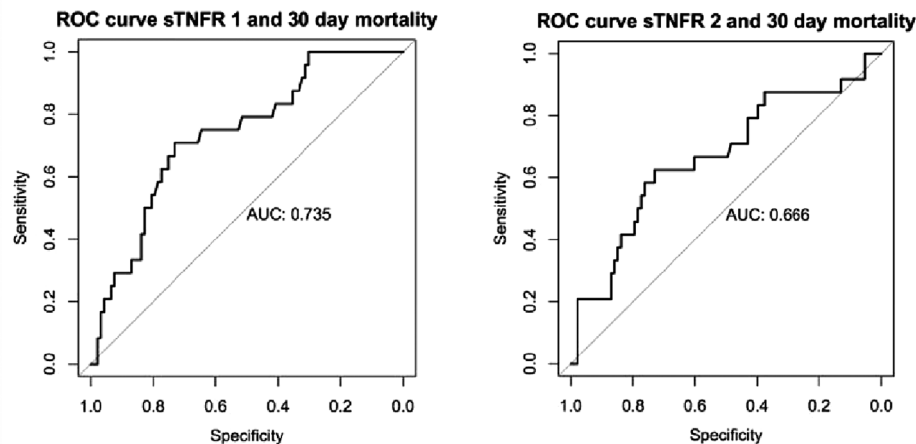 ROC curve sTNFR 1 and 30 day mortality
1.0
0.8
0.6
0.4
0.2
0.0
Sensitivity
AUC: 0.735
1.0 0.8 0.6 0.4 0.2 0.0
Specificity
ROC curve sTNFR 2 and 30 day mortality
1.0
0.8
0.6
0.4
0.2
0.0
Sensitivity
AUC: 0.666
1.0 0.8 0.6 0.4 0.2 0.0
Specificity